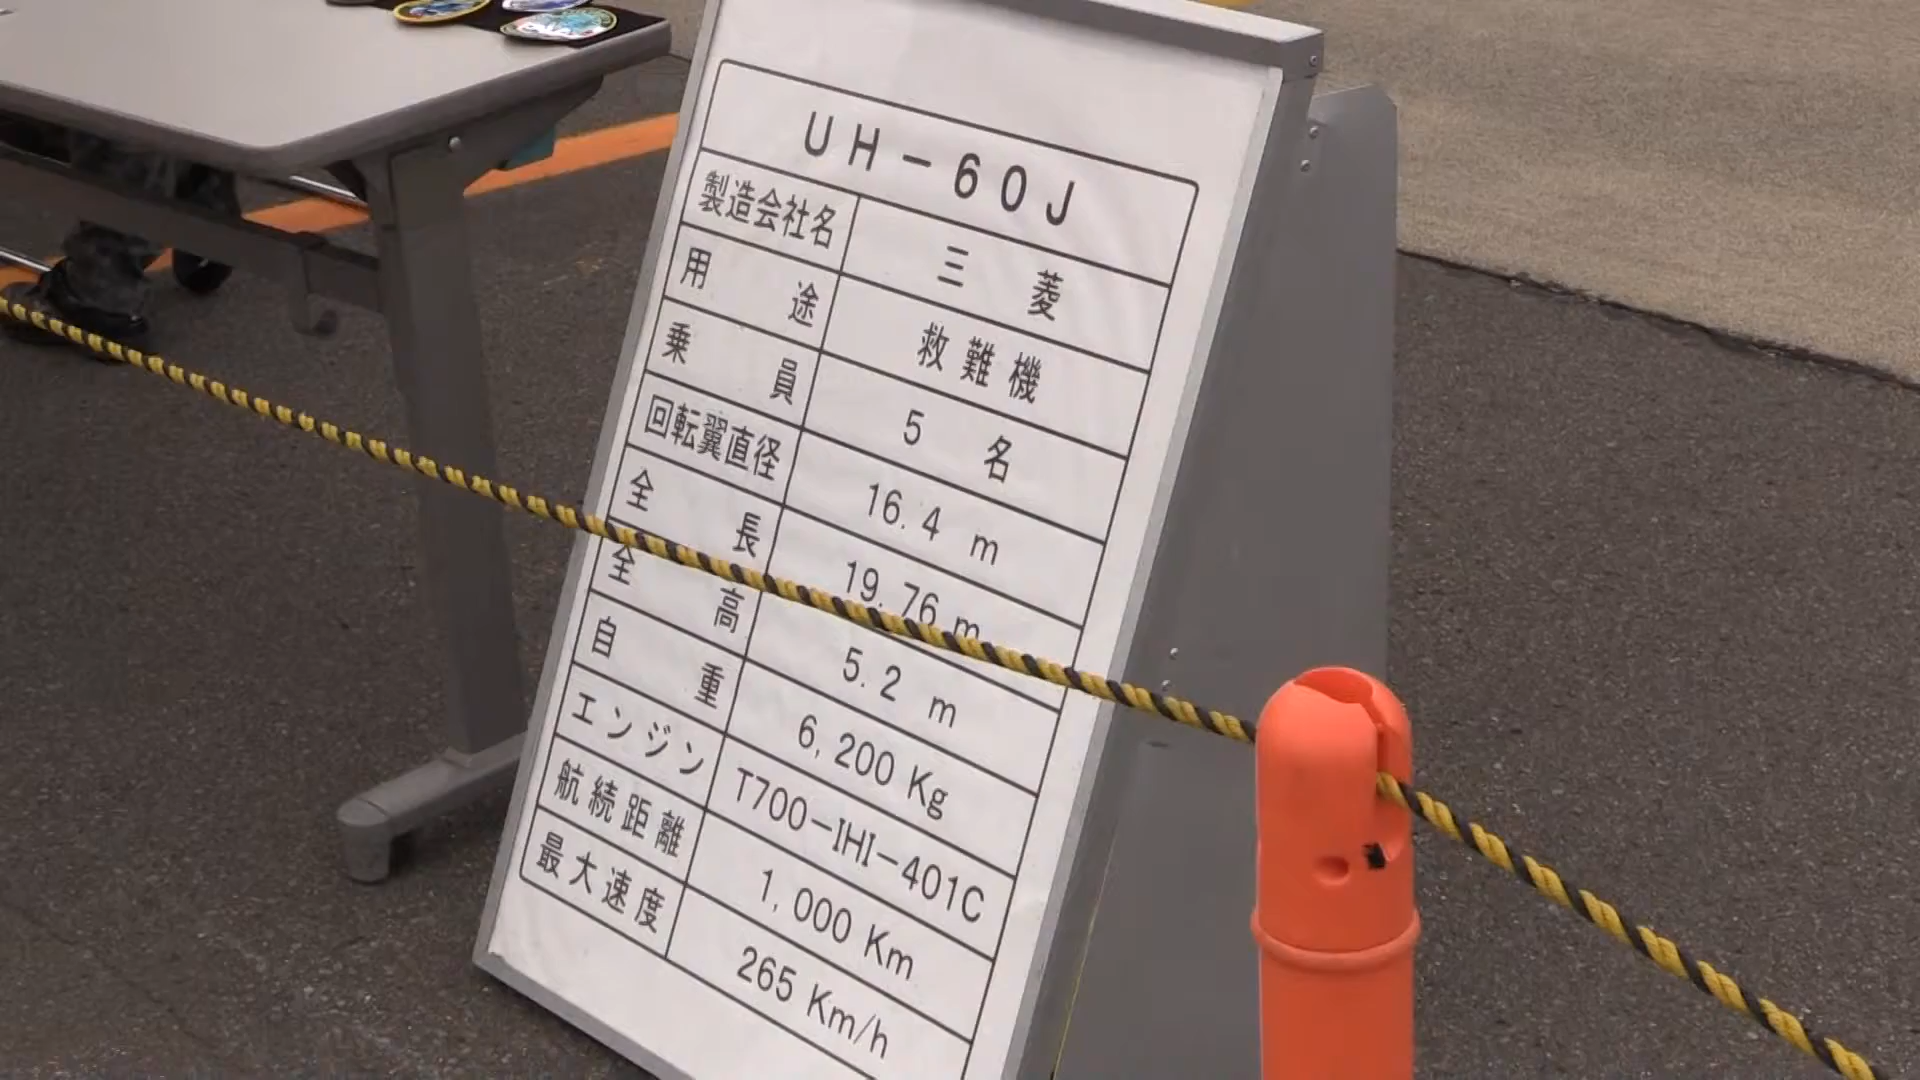 UH-60J
製造会社名 三菱
用途 救難機
乗員 5名
回転翼直径 16.4 m
全長 19.76 m
全高 5.2 m
自重 6,200 Kg
エンジン T700-IHI-401C
航続距離 1,000 Km
最大速度 265 Km/h